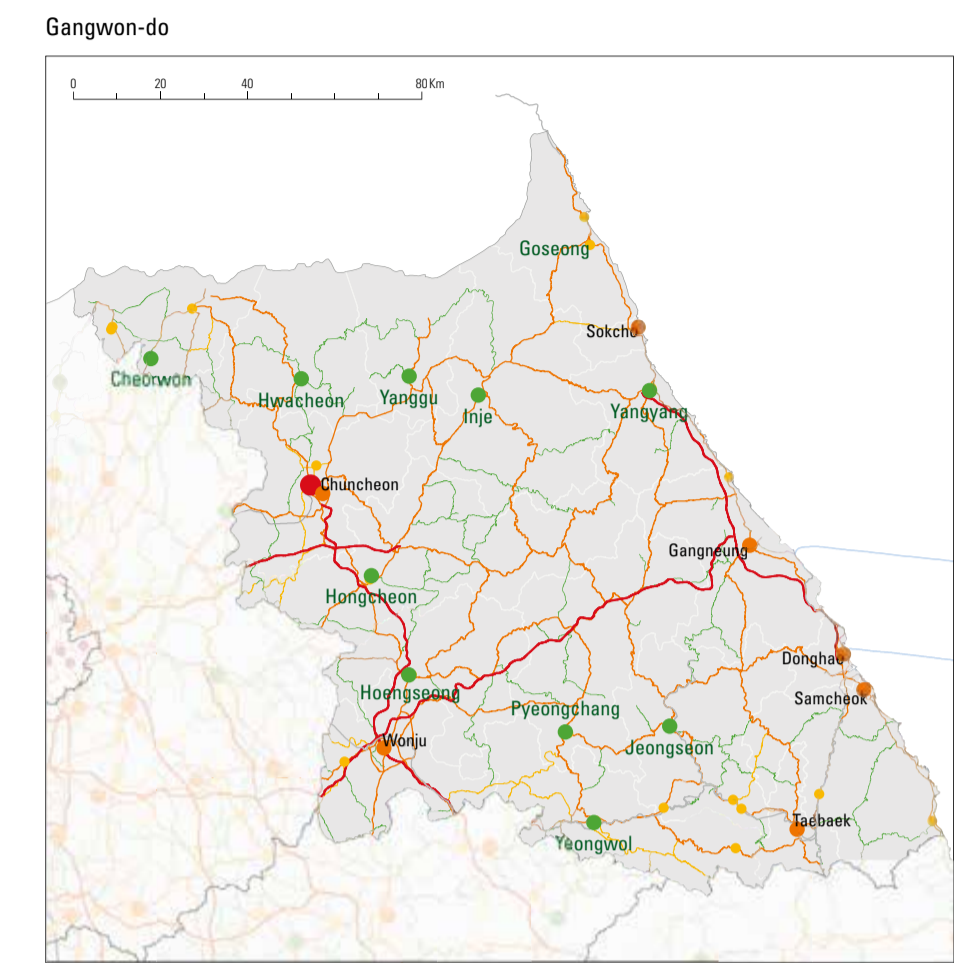 Gangwon-do
0 20 40 80 Km
Goseong
Sokcho
Cheorwon
Hwacheon
Yanggu
Inje
Yangyang
Chuncheon
Gangneung
Hongcheon
Donghae
Hoengseong
Samcheok
Pyeongchang
Wonju
Jeongseon
Taebaek
Yeongwol